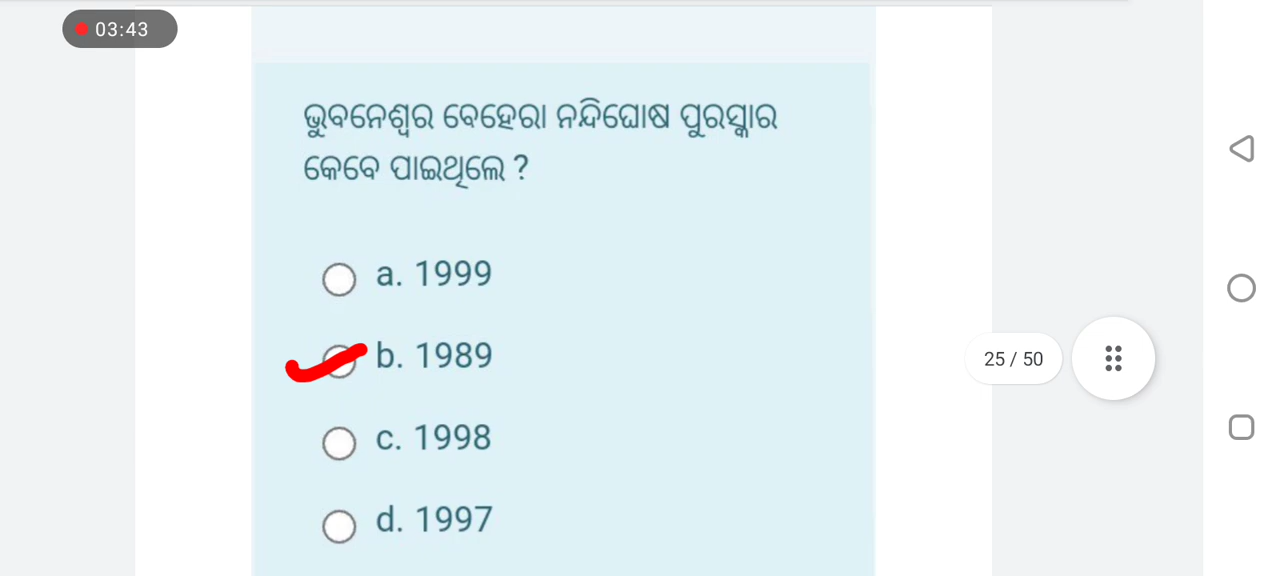 03:43
ଭୁବନେଶ୍ୱର ବେହେରା ନନ୍ଦିଘୋଷ ପୁରସ୍କାର
କେବେ ପାଇଥିଲେ ?
a. 1999
b. 1989
25 / 50
c. 1998
d. 1997